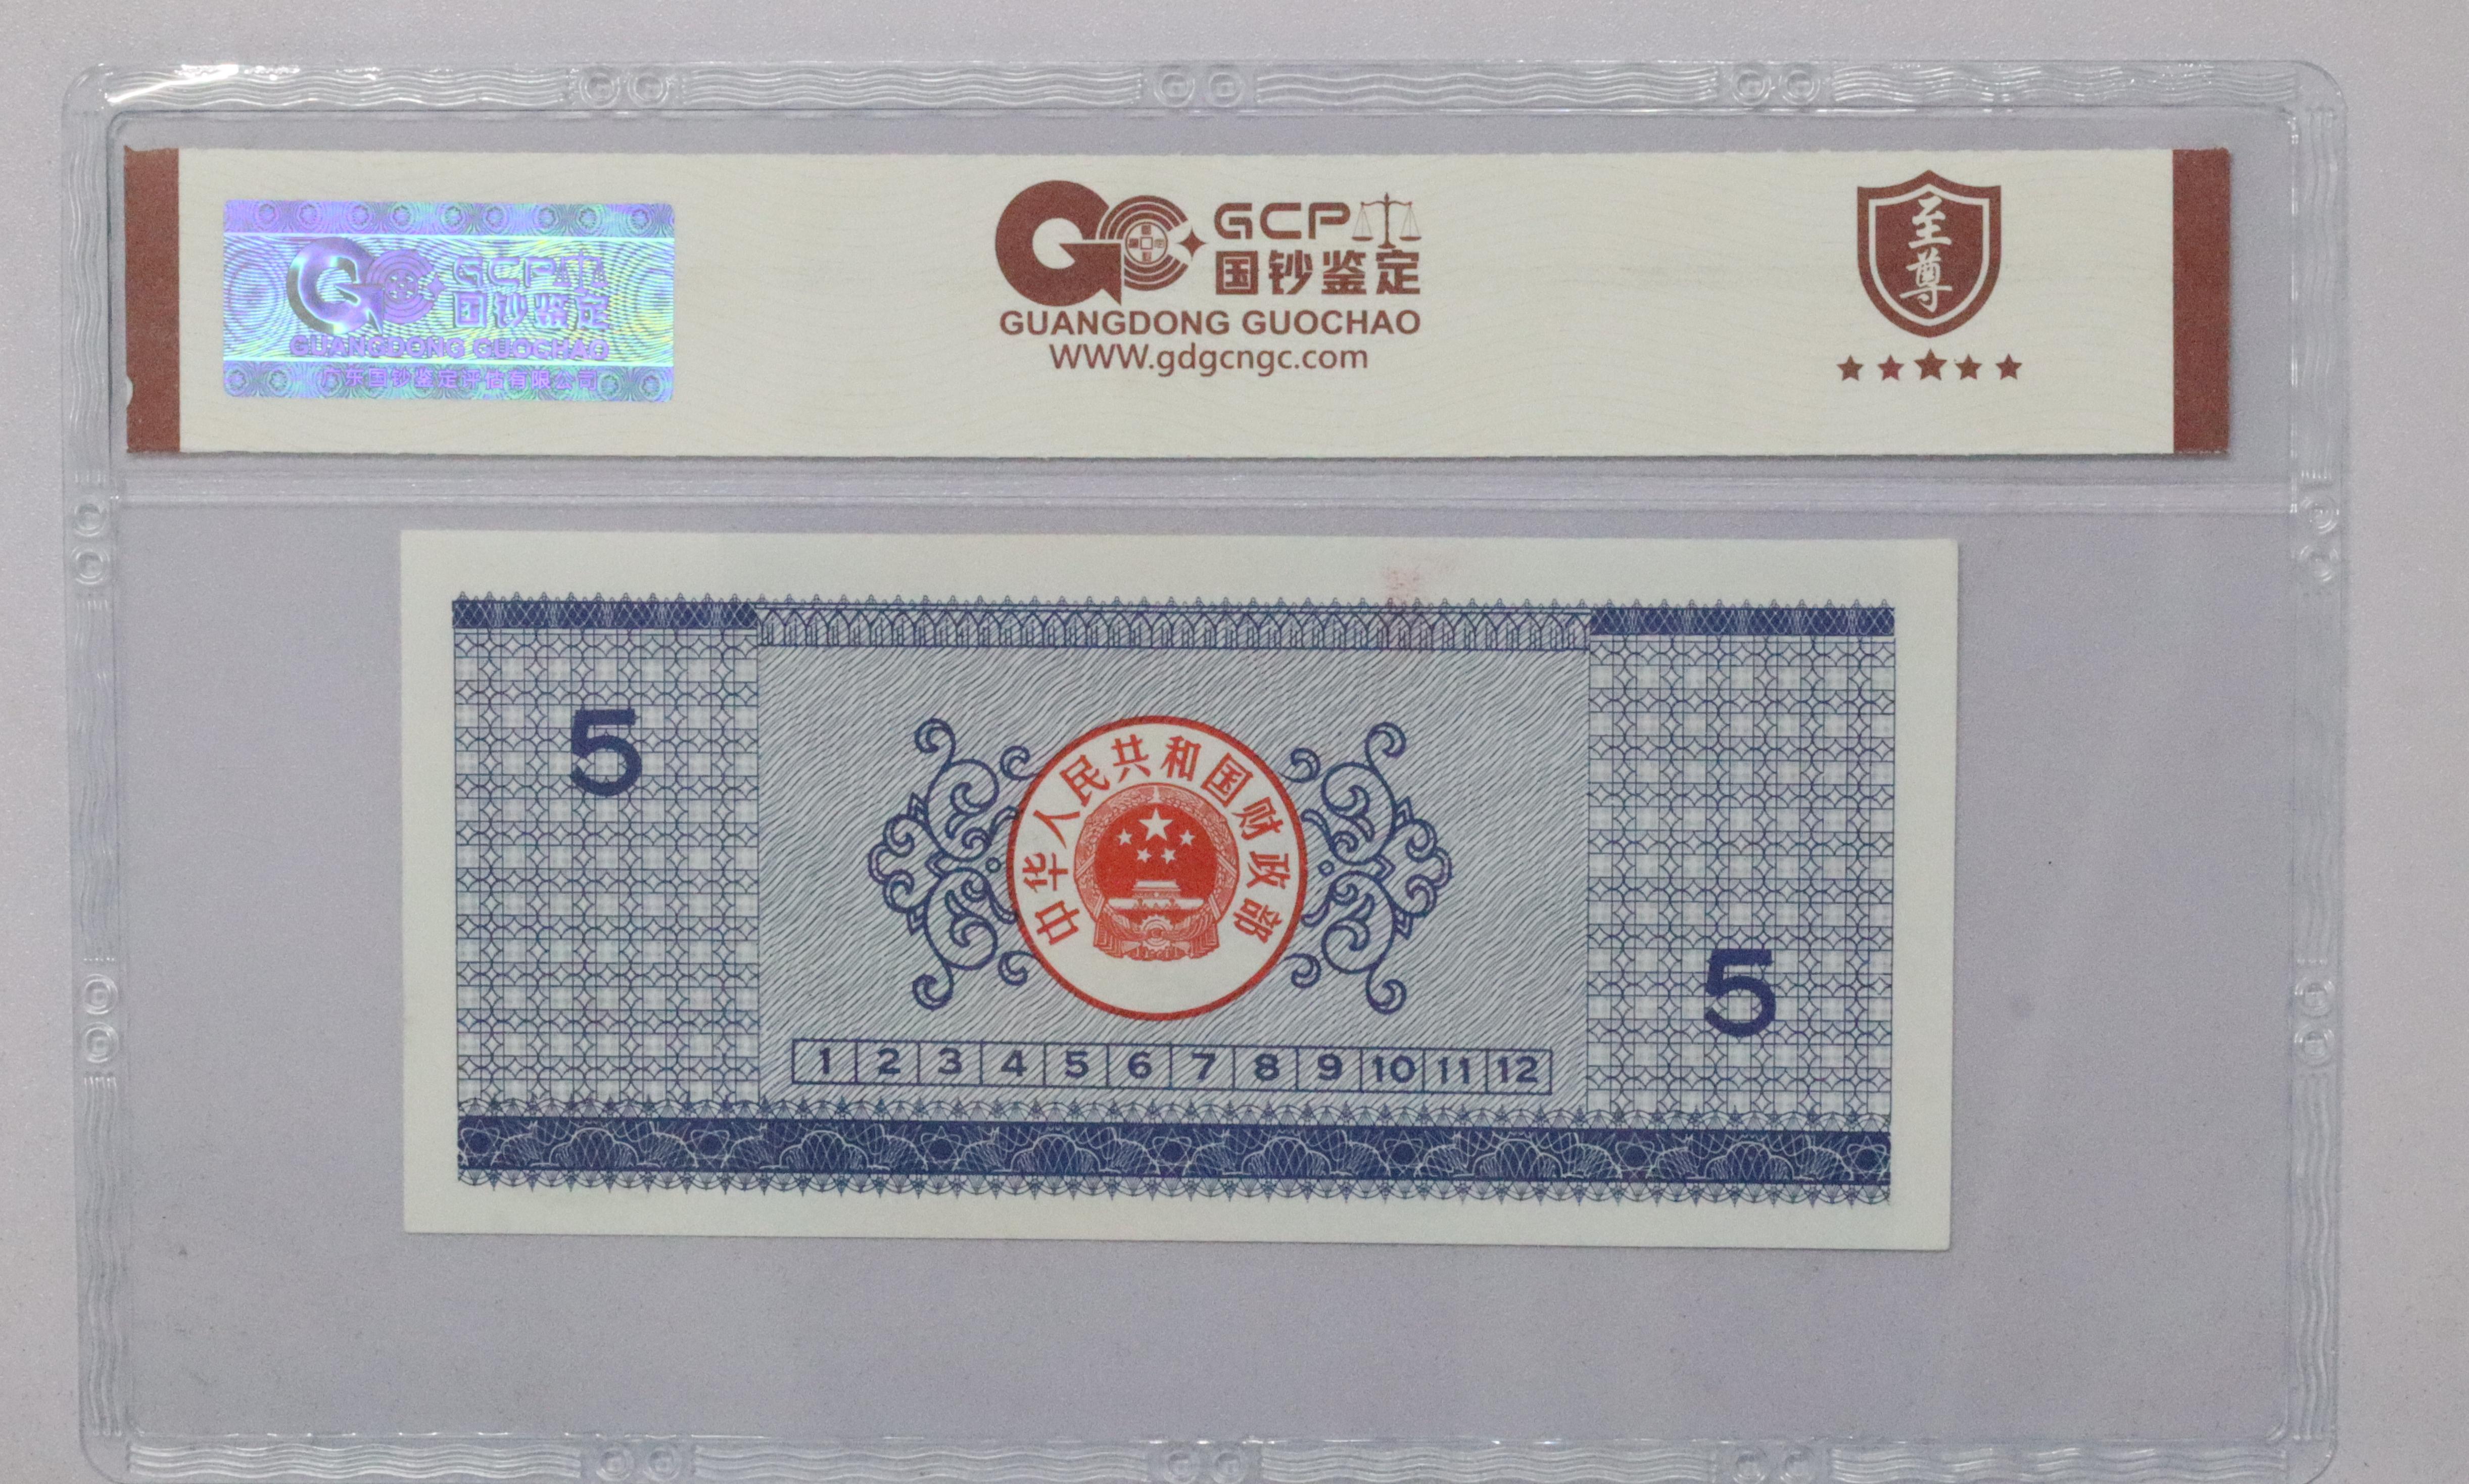 GCP
国钞鉴定
GUANGDONG GUOCHAO
广东国钞鉴定评估有限公司
GCP
国钞鉴定
GUANGDONG GUOCHAO
WWW.gdgcngc.com
至尊
5
中华人民共和国财政部
5
1 2 3 4 5 6 7 8 9 10 11 12